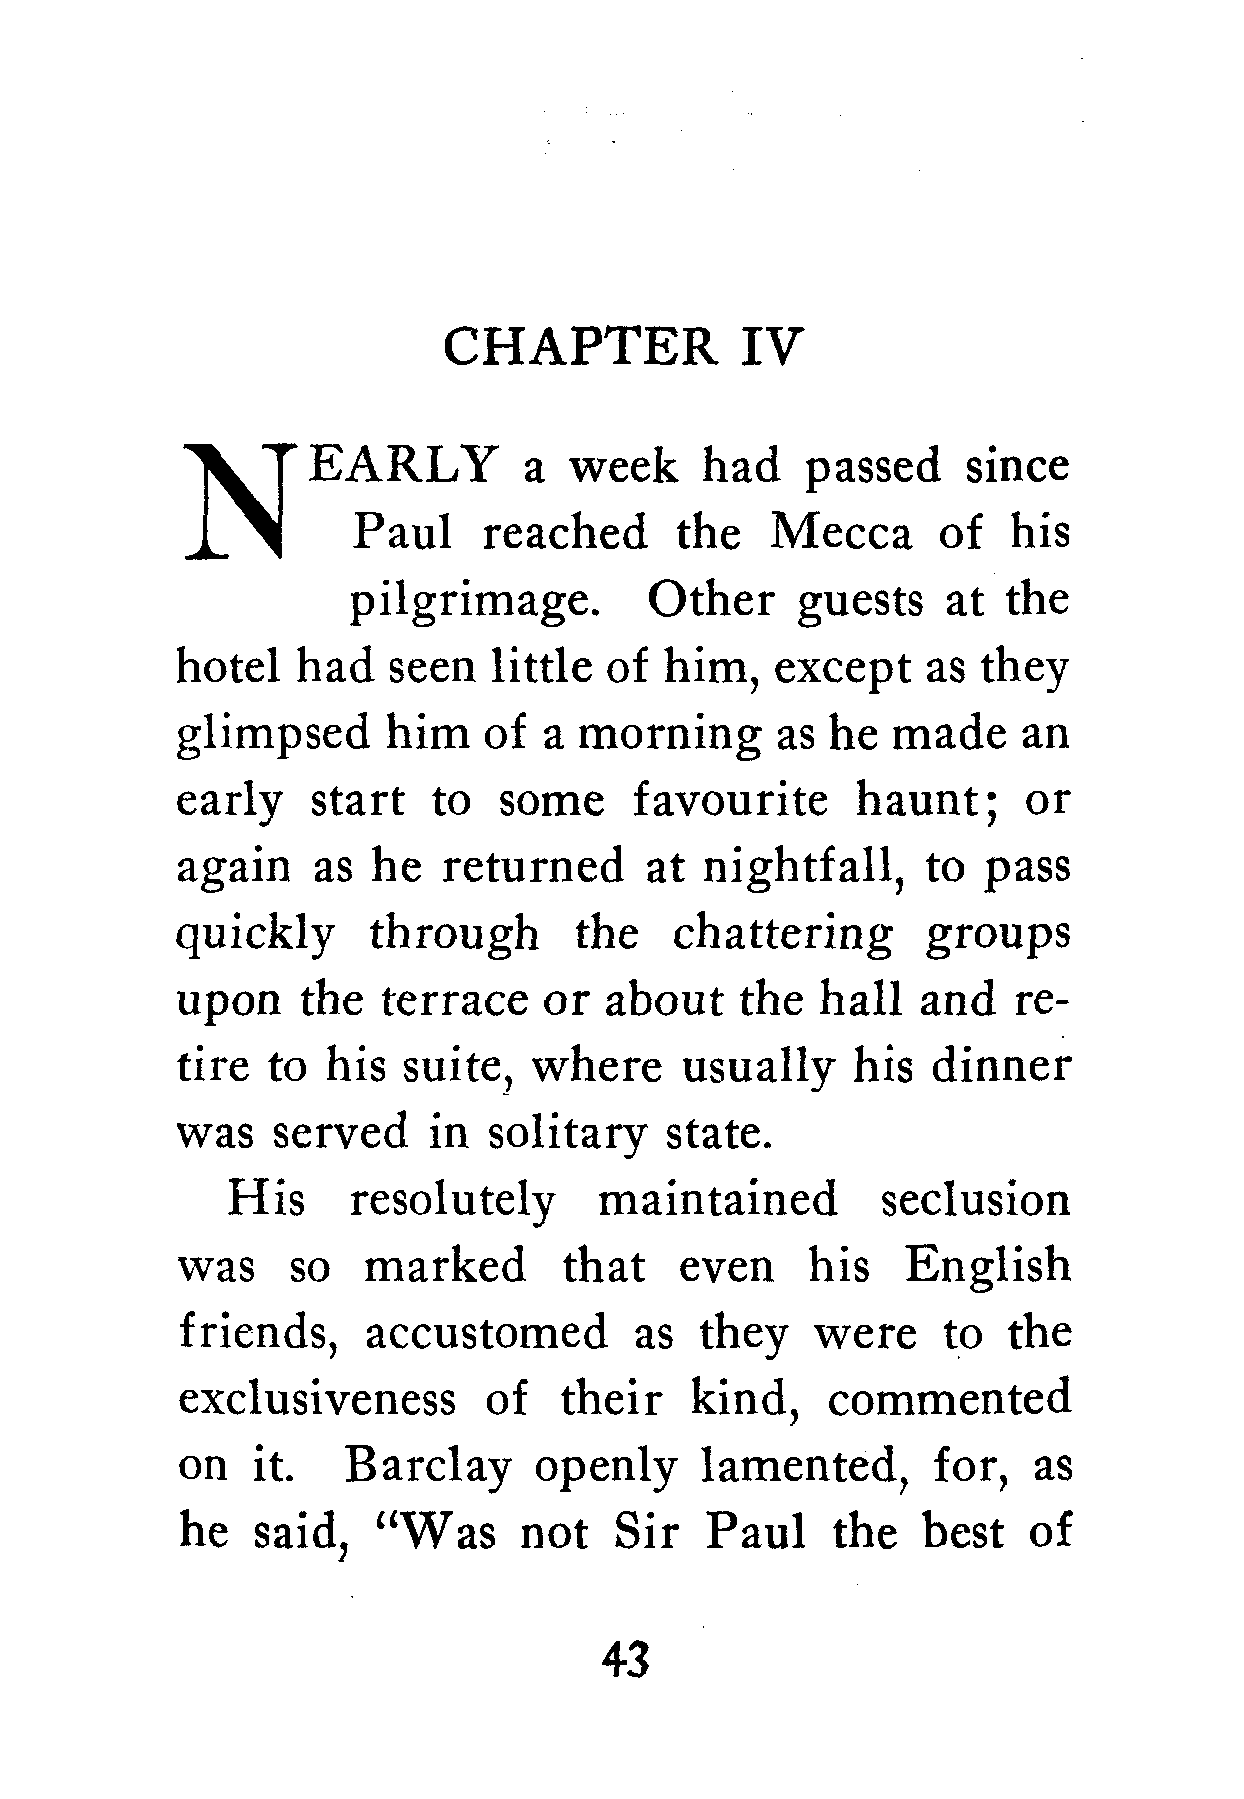 CHAPTER IV
NEARLY a week had passed since
Paul reached the Mecca of his
pilgrimage. Other guests at the
hotel had seen little of him, except as they
glimpsed him of a morning as he made an
early start to some favourite haunt; or
again as he returned at nightfall, to pass
quickly through the chattering groups
upon the terrace or about the hall and re-
tire to his suite, where usually his dinner
was served in solitary state.
His resolutely maintained seclusion
was so marked that even his English
friends, accustomed as they were to the
exclusiveness of their kind, commented
on it. Barclay openly lamented, for, as
he said, “Was not Sir Paul the best of
43